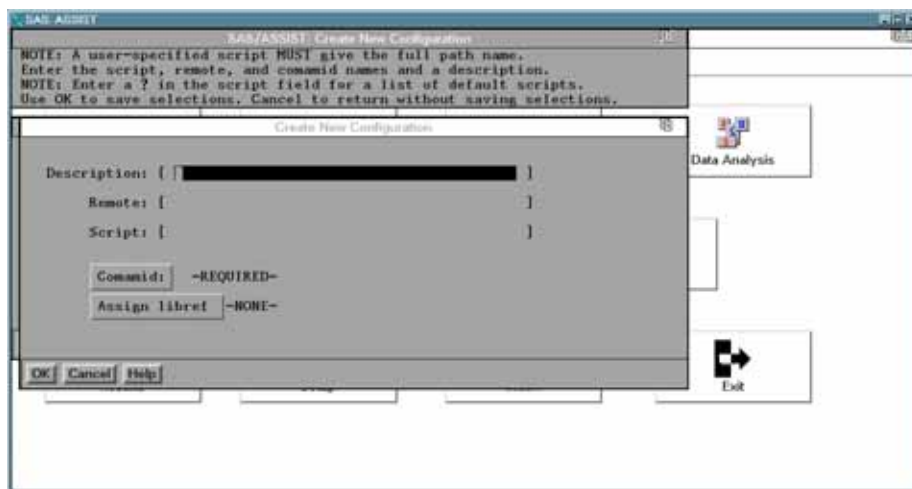 SAS/ASSIST
SAS/ASSIST: Create New Configuration
NOTE: A user-specified script MUST give the full path name.
Enter the script, remote, and comamid names and a description.
NOTE: Enter a ? in the script field for a list of default scripts.
Use OK to save selections. Cancel to return without saving selections.
Create New Configuration
Data Analysis
Description: [ ]
Remote: [ ]
Script: [ ]
Comamid: -REQUIRED-
Assign libref -NONE-
OK Cancel Help
Exit